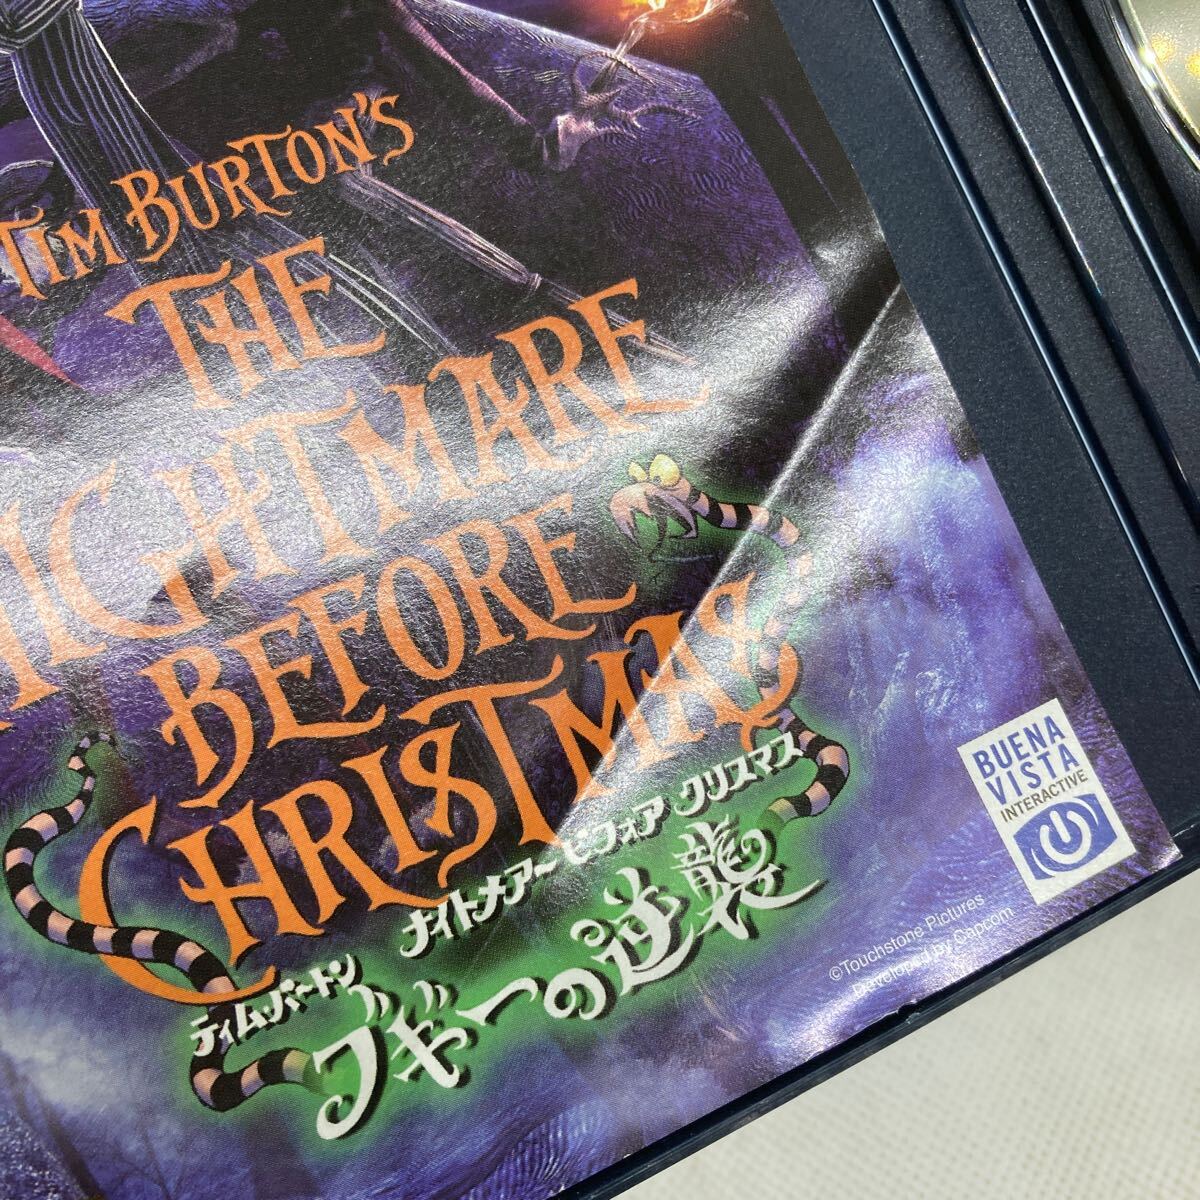 TIM BURTON'S
THE
NIGHTMARE
BEFORE
CHRISTMAS
ティム・バートン
ナイトメアー ビフォア クリスマス
ブギーの逆襲
BUENA
VISTA
INTERACTIVE
©Touchstone Pictures
Developed by Capcom